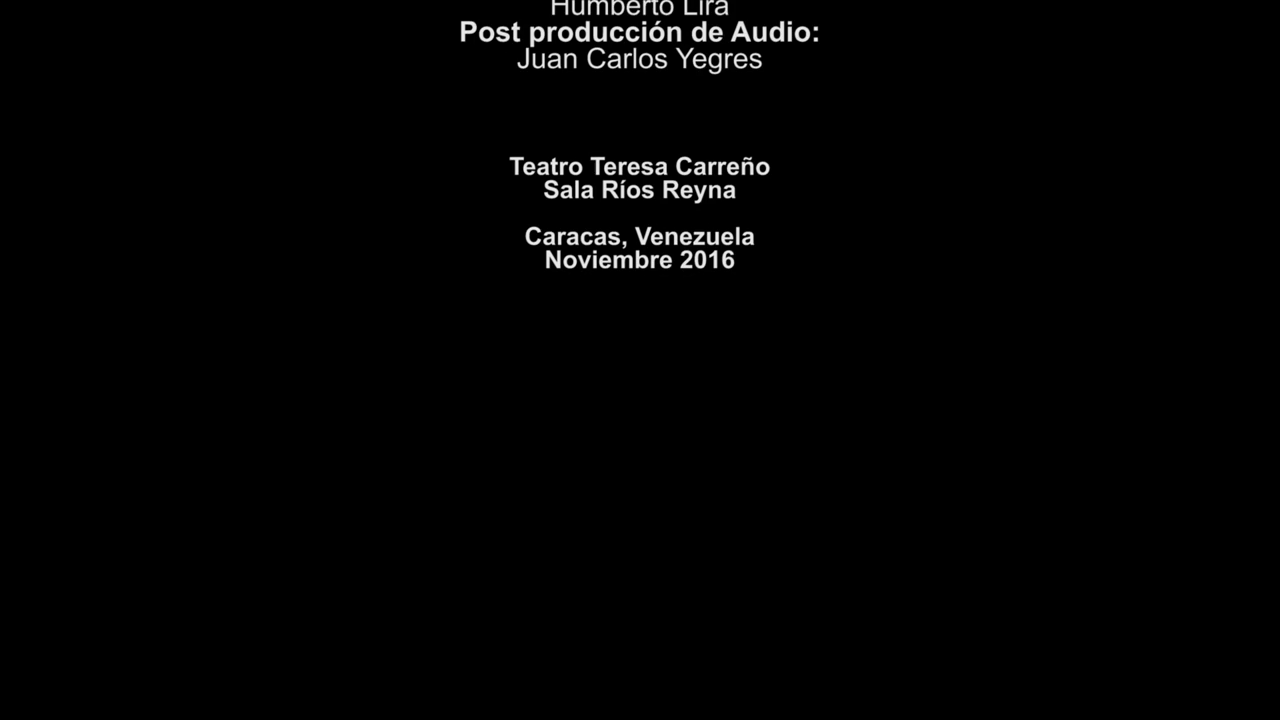 Humberto Lira
Post producción de Audio:
Juan Carlos Yegres
Teatro Teresa Carreño
Sala Ríos Reyna
Caracas, Venezuela
Noviembre 2016